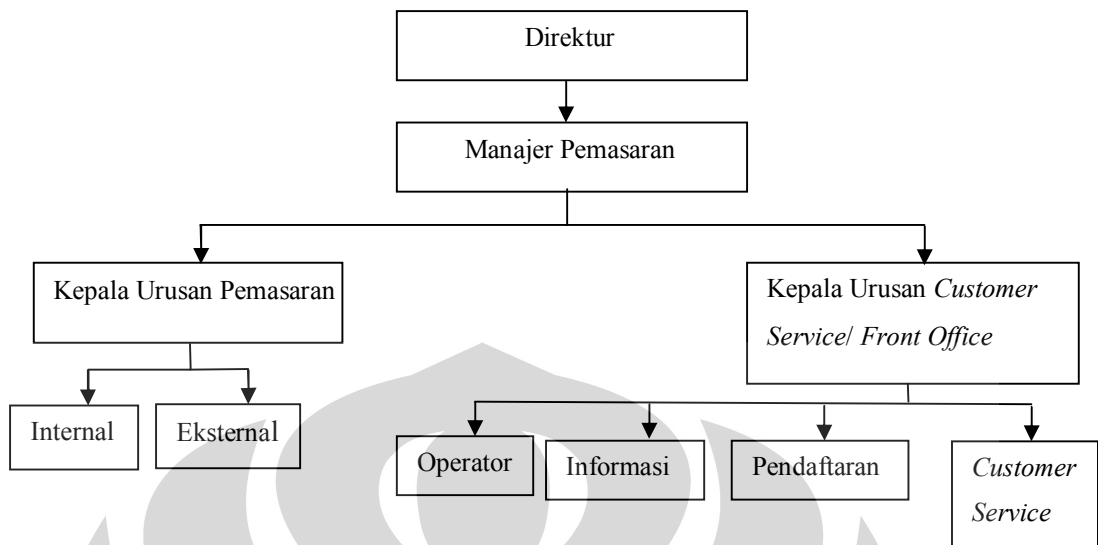 Direktur
Manajer Pemasaran
Kepala Urusan Pemasaran
Kepala Urusan Customer
Service/ Front Office
Internal
Eksternal
Operator
Informasi
Pendaftaran
Customer
Service